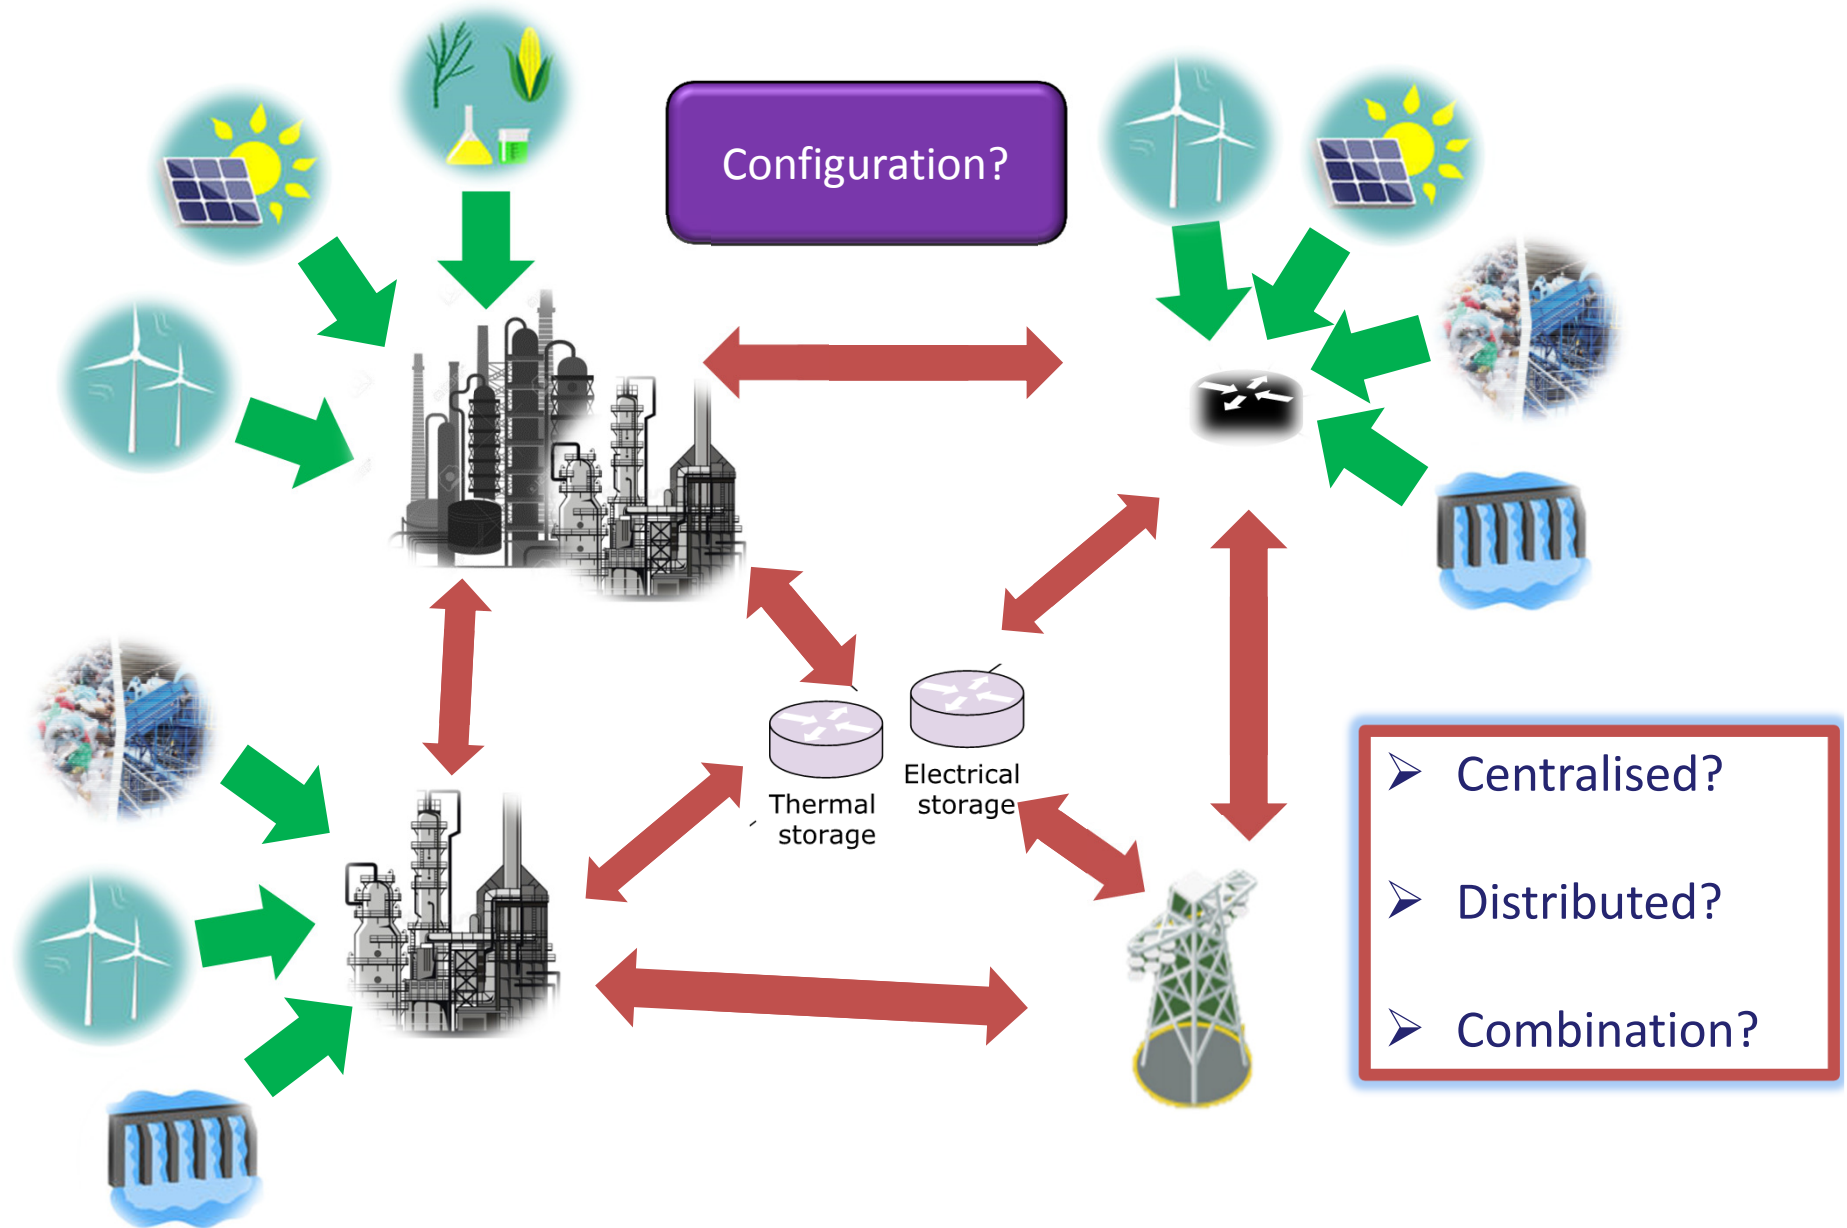 Configuration?
Electrical
storage
Thermal
storage
Centralised?
Distributed?
Combination?